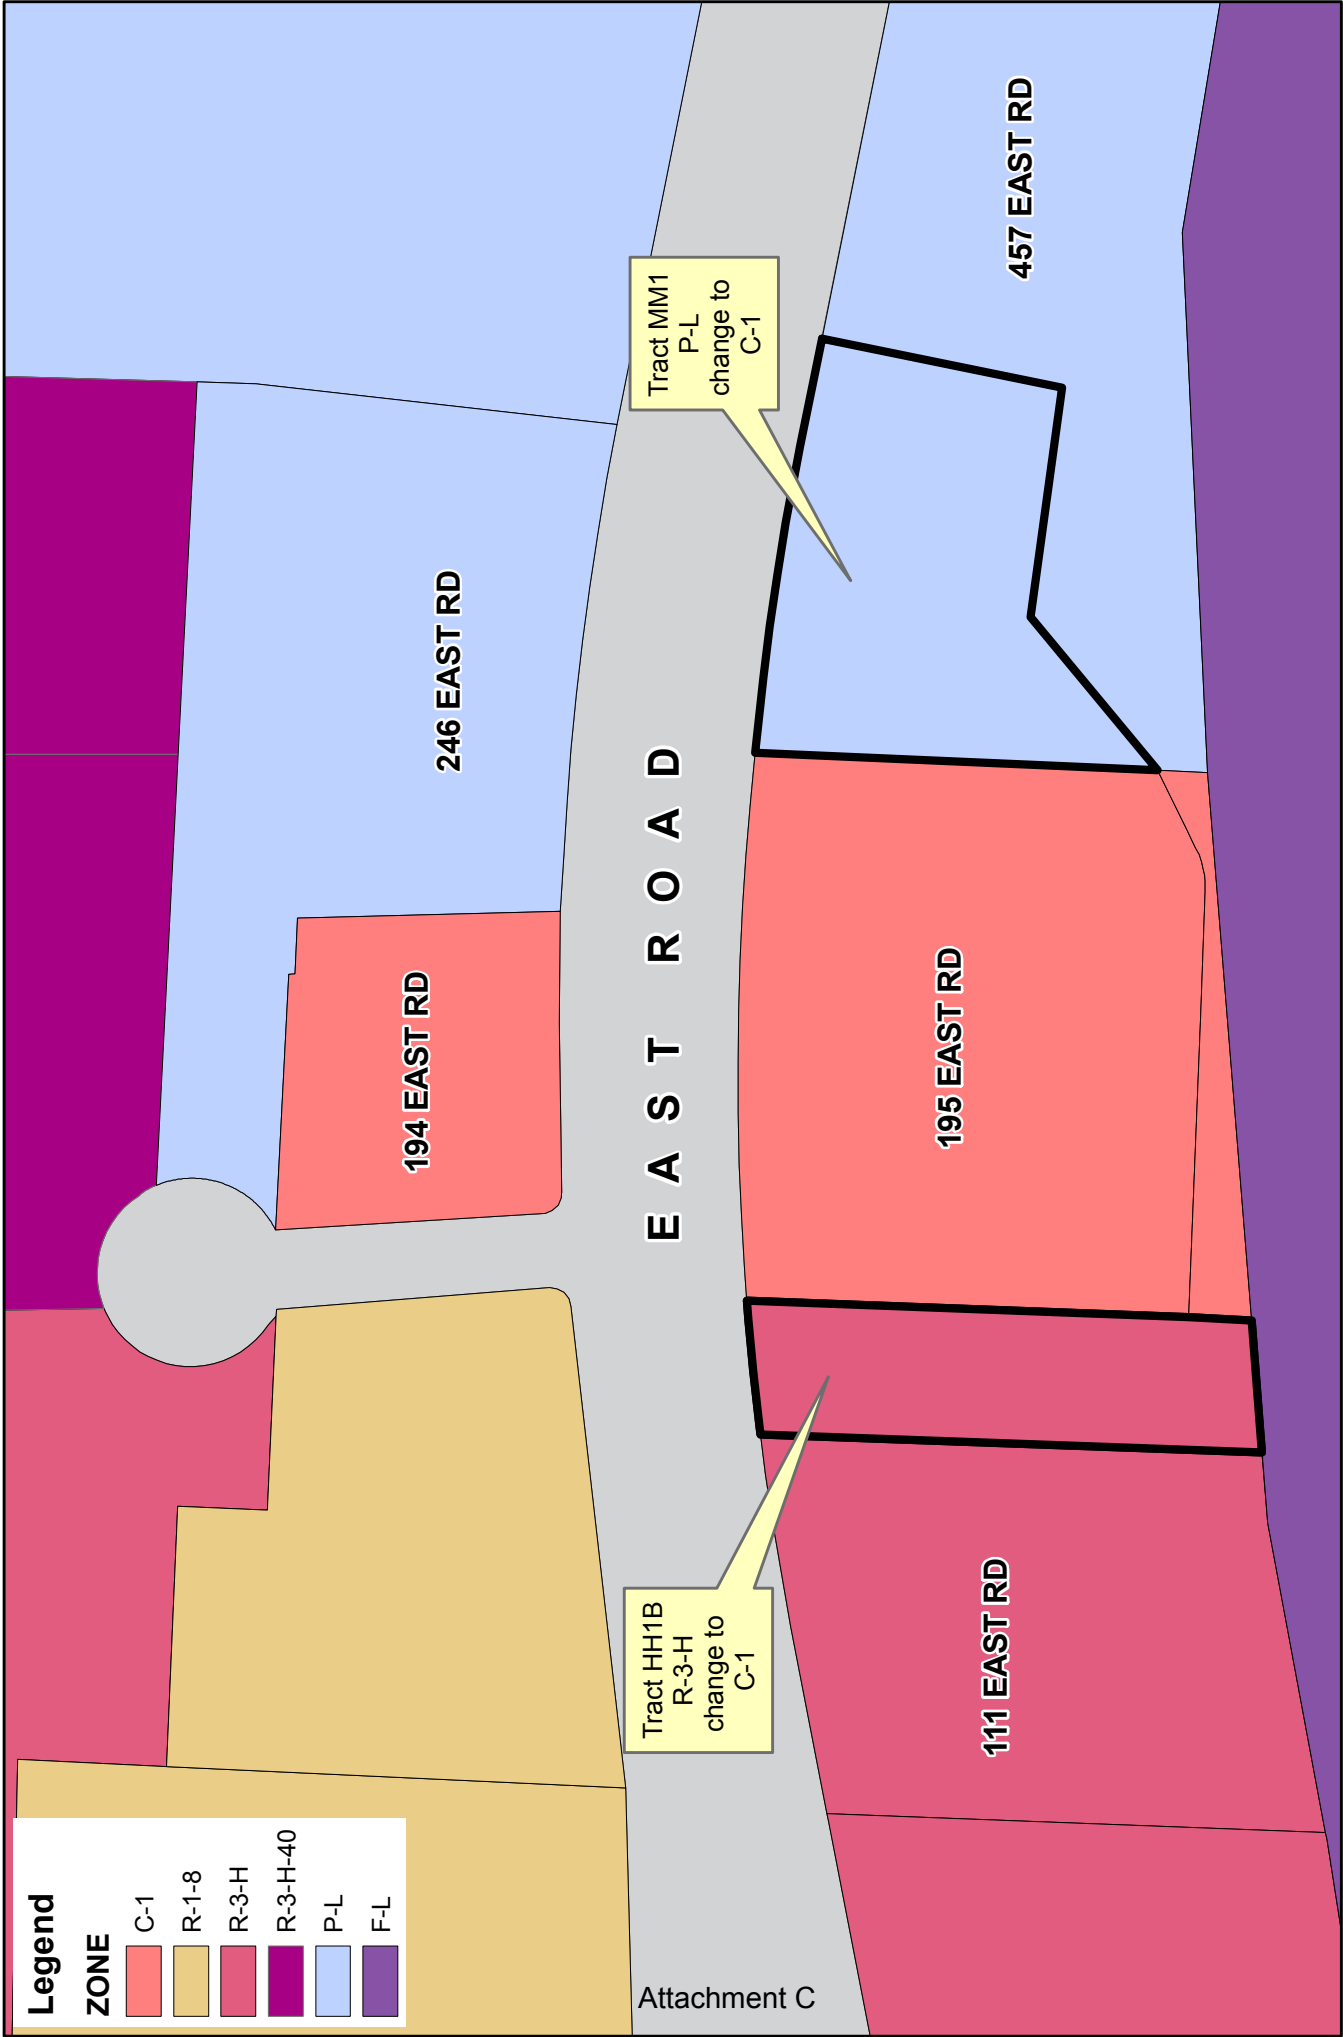 Legend
ZONE
C-1
R-1-8
R-3-H
R-3-H-40
P-L
F-L
246 EAST RD
194 EAST RD
EAST ROAD
Tract MM1
P-L
change to
C-1
457 EAST RD
195 EAST RD
Tract HH1B
R-3-H
change to
C-1
111 EAST RD
Attachment C